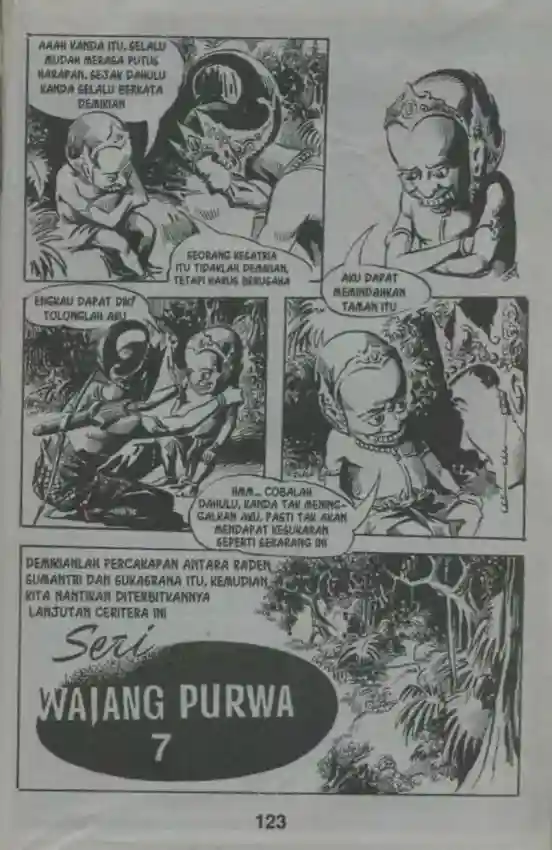 AAAH KANDA ITU, SELALU
MUDAH MERASA PUTUS
HARAPAN. SEJAK DAHULU
KANDA SELALU BERKATA
DEMIKIAN
SEORANG KESATRIA
ITU TIDAKLAH DEMIKIAN,
TETAPI HARUS BERUSAHA
AKU DAPAT
MEMINDAHKAN
TAMAN ITU
ENGKAU DAPAT DIK?
TOLONGLAH AKU
HMM... COBALAH
DAHULU, KANDA TAK MENING-
GALKAN AKU, PASTI TAK AKAN
MENDAPAT KESUKARAN
SEPERTI SEKARANG INI
DEMIKIANLAH PERCAKAPAN ANTARA RADEN
SUMANTRI DAN SUKASRANA ITU, KEMUDIAN
KITA NANTIKAN DITERBITKANNYA
LANJUTAN CERITERA INI
Seri
WAJANG PURWA
7
123